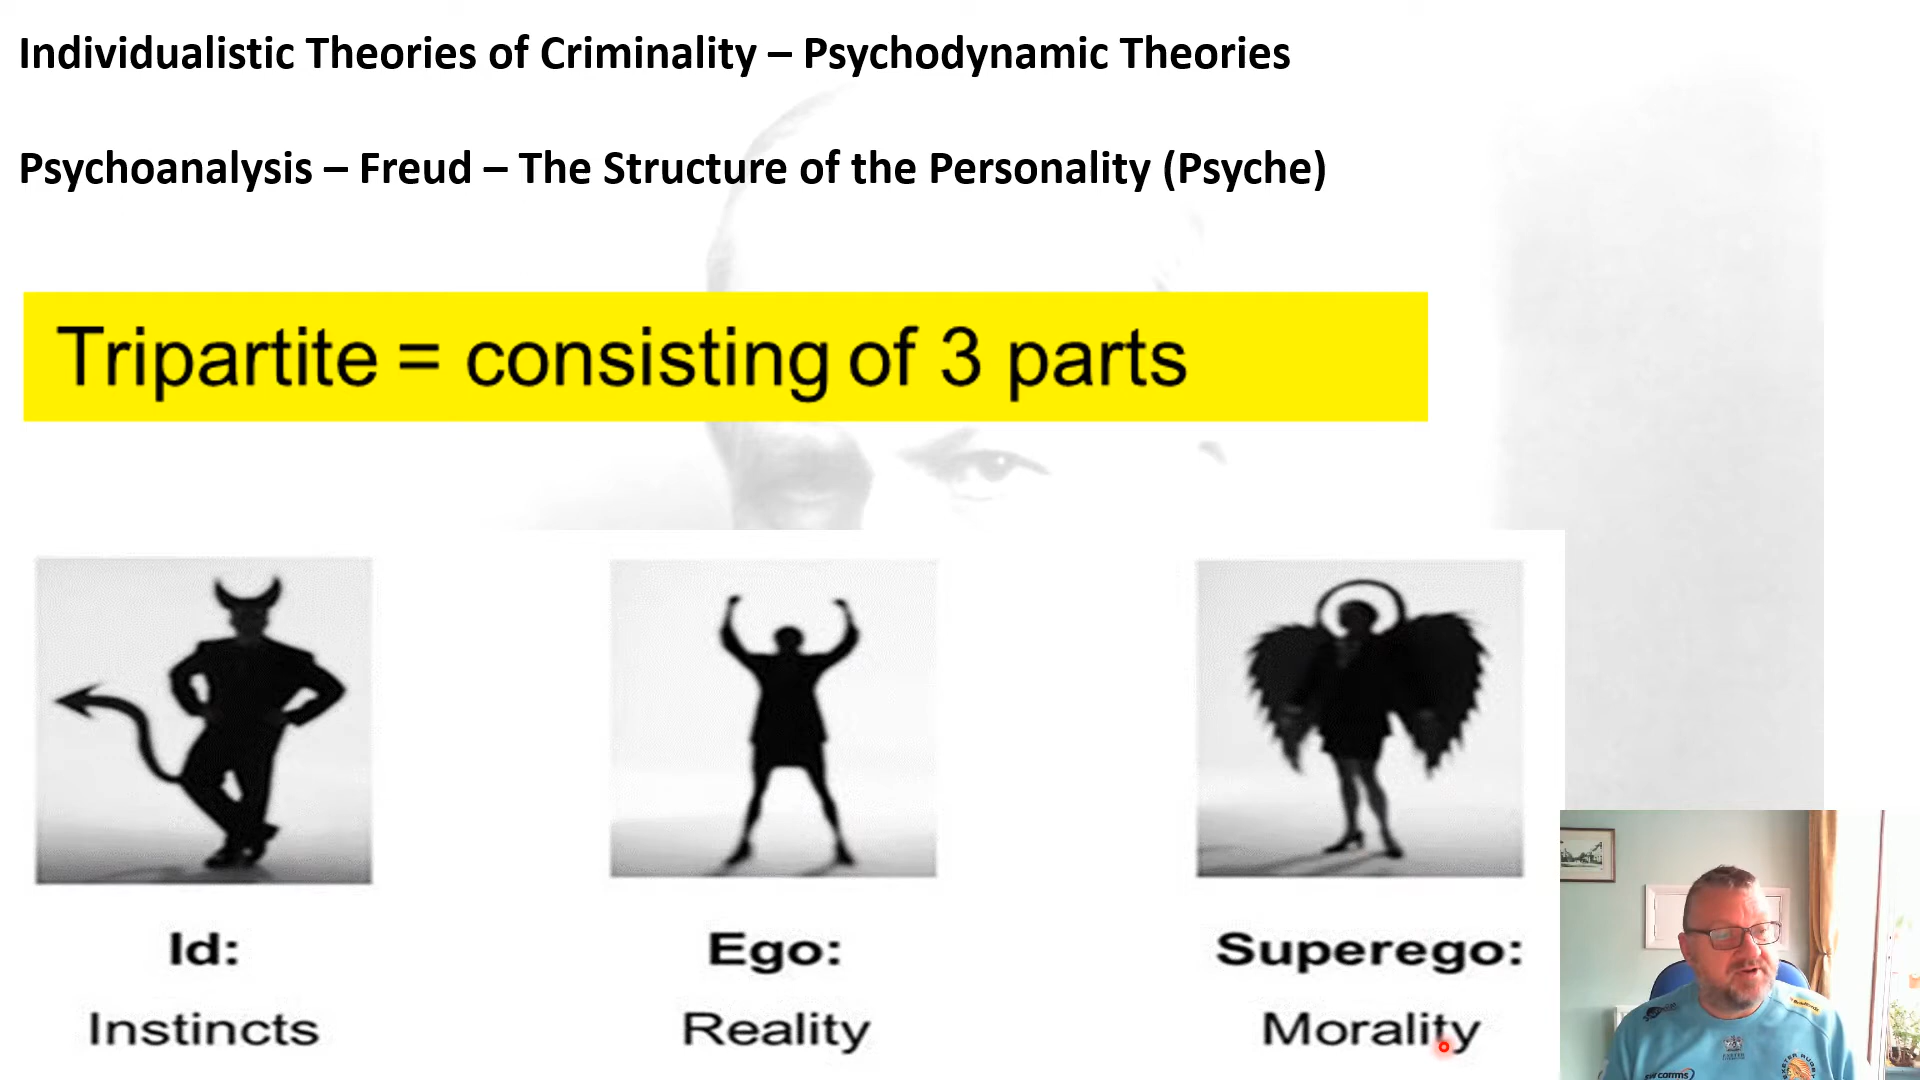 Individualistic Theories of Criminality – Psychodynamic Theories
Psychoanalysis – Freud – The Structure of the Personality (Psyche)
Tripartite = consisting of 3 parts
Id:
Instincts
Ego:
Reality
Superego:
Morality